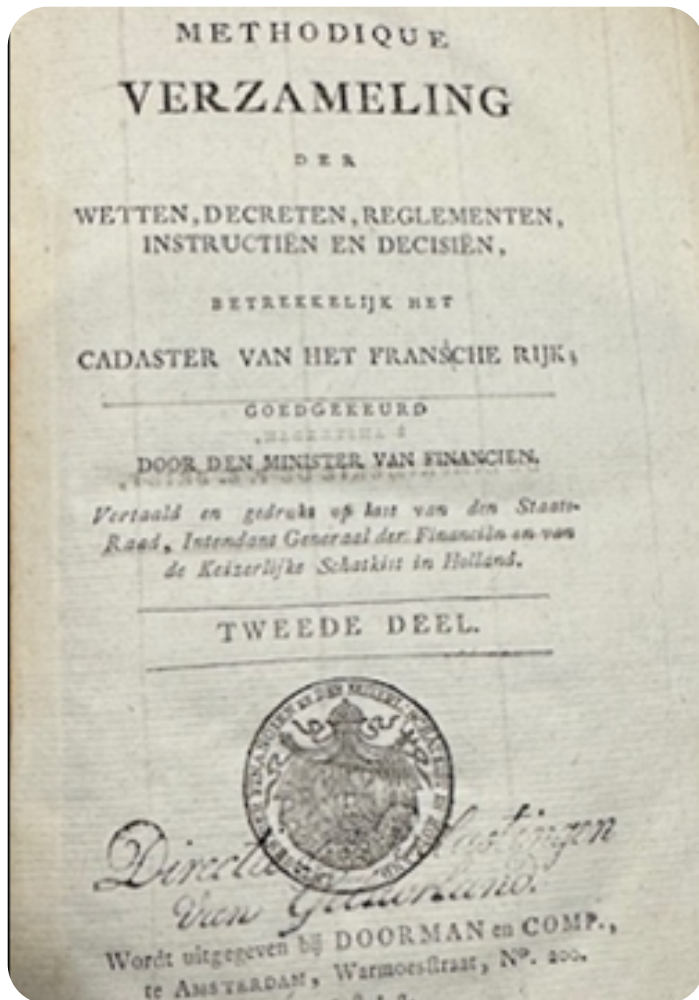 METHODIQUE
VERZAMELING
DER
WETTEN, DECRETEN, REGLEMENTEN,
INSTRUCTIËN EN DECISIËN,
BETREKKELIJK HET
CADASTER VAN HET FRANSCHE RIJK;
GOEDGEKEURD
DOOR DEN MINISTER VAN FINANCIEN.
Vertaald en gedrukt op last van den Staats-
Raad, Intendant Generaal der Financiën en van
de Keizerlijke Schatkist in Holland.
TWEEDE DEEL.
van Gelderland.
Wordt uitgegeven bij DOORMAN en COMP.,
te AMSTERDAM, Warmoesſtraat, Nº. 200.